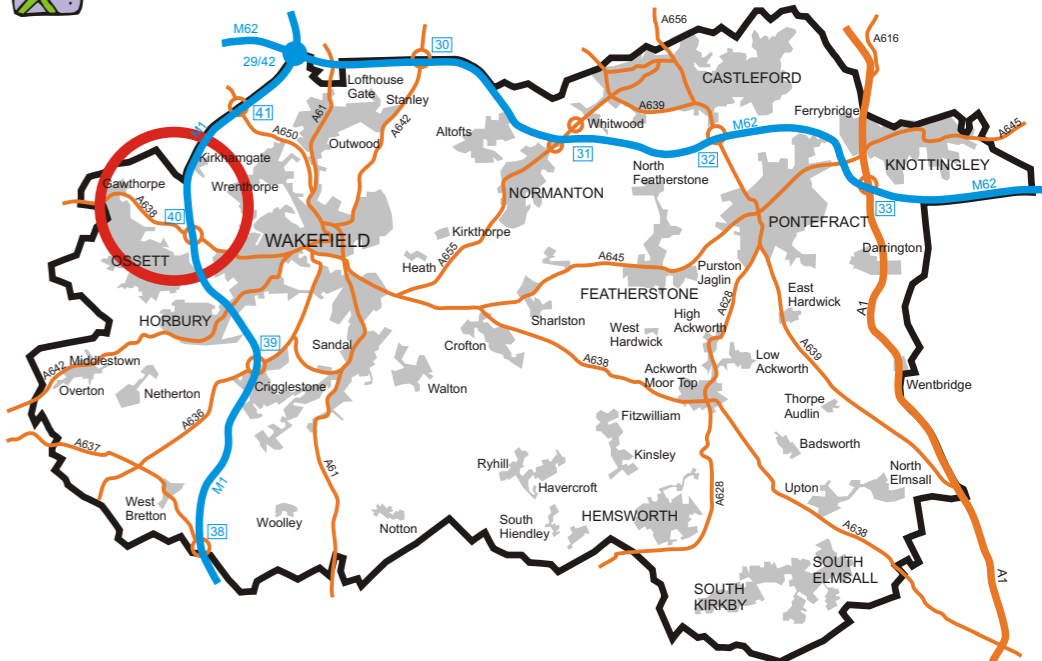 M62
29/42
30
A656
A616
CASTLEFORD
Lofthouse
Gate
Stanley
41
M1
A61
A650
A642
Outwood
Altofts
A639
Whitwood
Ferrybridge
M62
A645
KNOTTINGLEY
Kirkhamgate
Wrenthorpe
31
32
North
Featherstone
Gawthorpe
A638
40
NORMANTON
33
M62
PONTEFRACT
WAKEFIELD
Kirkthorpe
OSSETT
Heath
A655
A645
Purston
Jaglin
Darrington
FEATHERSTONE
A628
East
Hardwick
HORBURY
Sharlston
High
Ackworth
A1
39
Sandal
Crofton
West
Hardwick
A639
A638
Low
Ackworth
Middlestown
A642
Overton
Netherton
Crigglestone
Walton
Ackworth
Moor Top
Wentbridge
Thorpe
Audlin
A636
Fitzwilliam
A637
Badsworth
Kinsley
A61
Ryhill
North
Elmsall
M1
Havercroft
A628
Upton
West
Bretton
Woolley
Notton
South
Hiendley
HEMSWORTH
A638
38
SOUTH
ELMSALL
A1
SOUTH
KIRKBY